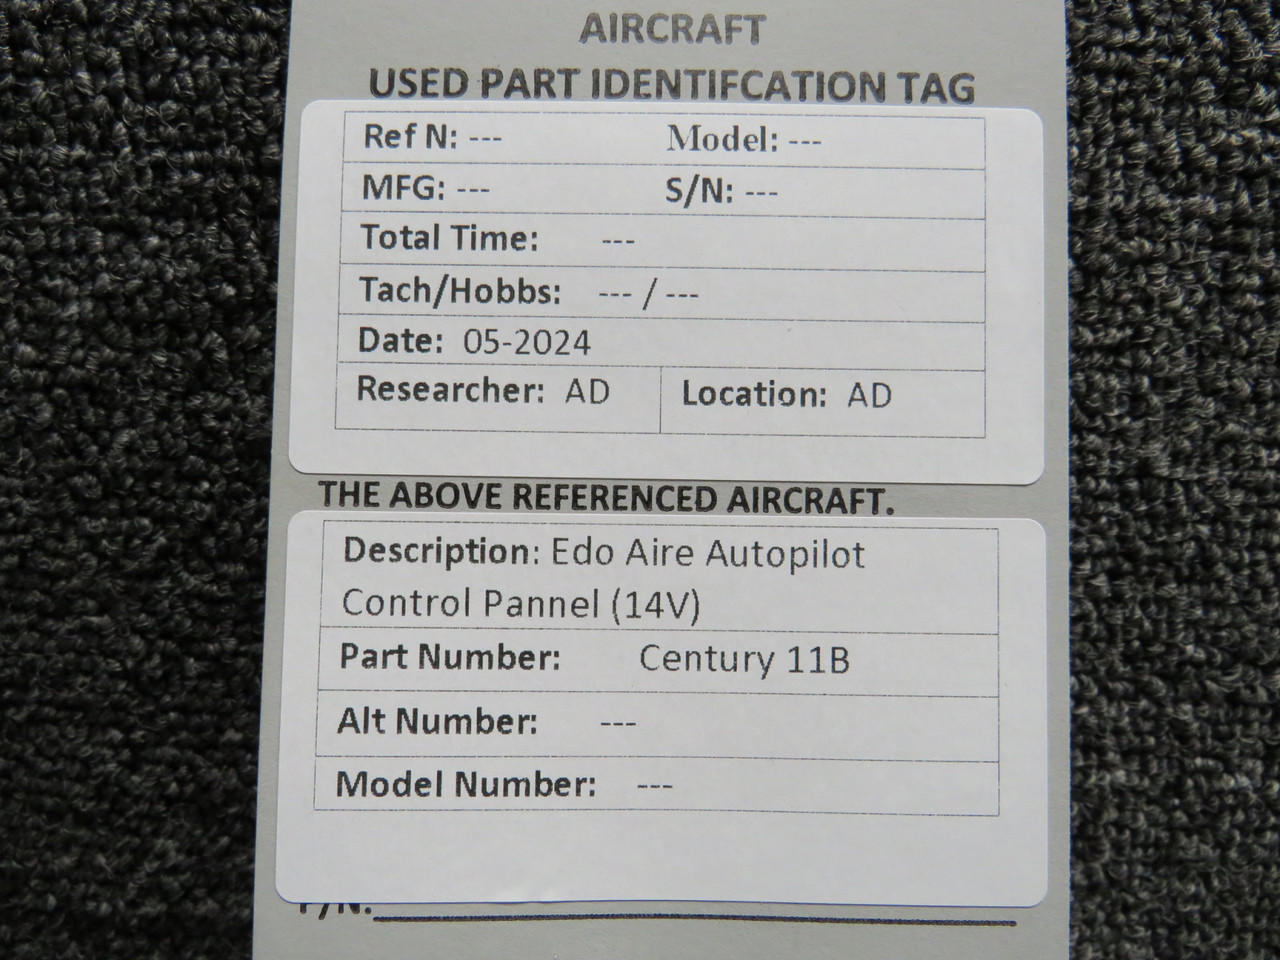 AIRCRAFT
USED PART IDENTIFCATION TAG
Ref N: --- Model: ---
MFG: --- S/N: ---
Total Time: ---
Tach/Hobbs: --- / ---
Date: 05-2024
Researcher: AD Location: AD
THE ABOVE REFERENCED AIRCRAFT.
Description: Edo Aire Autopilot
Control Pannel (14V)
Part Number: Century 11B
Alt Number: ---
Model Number: ---
P/N: